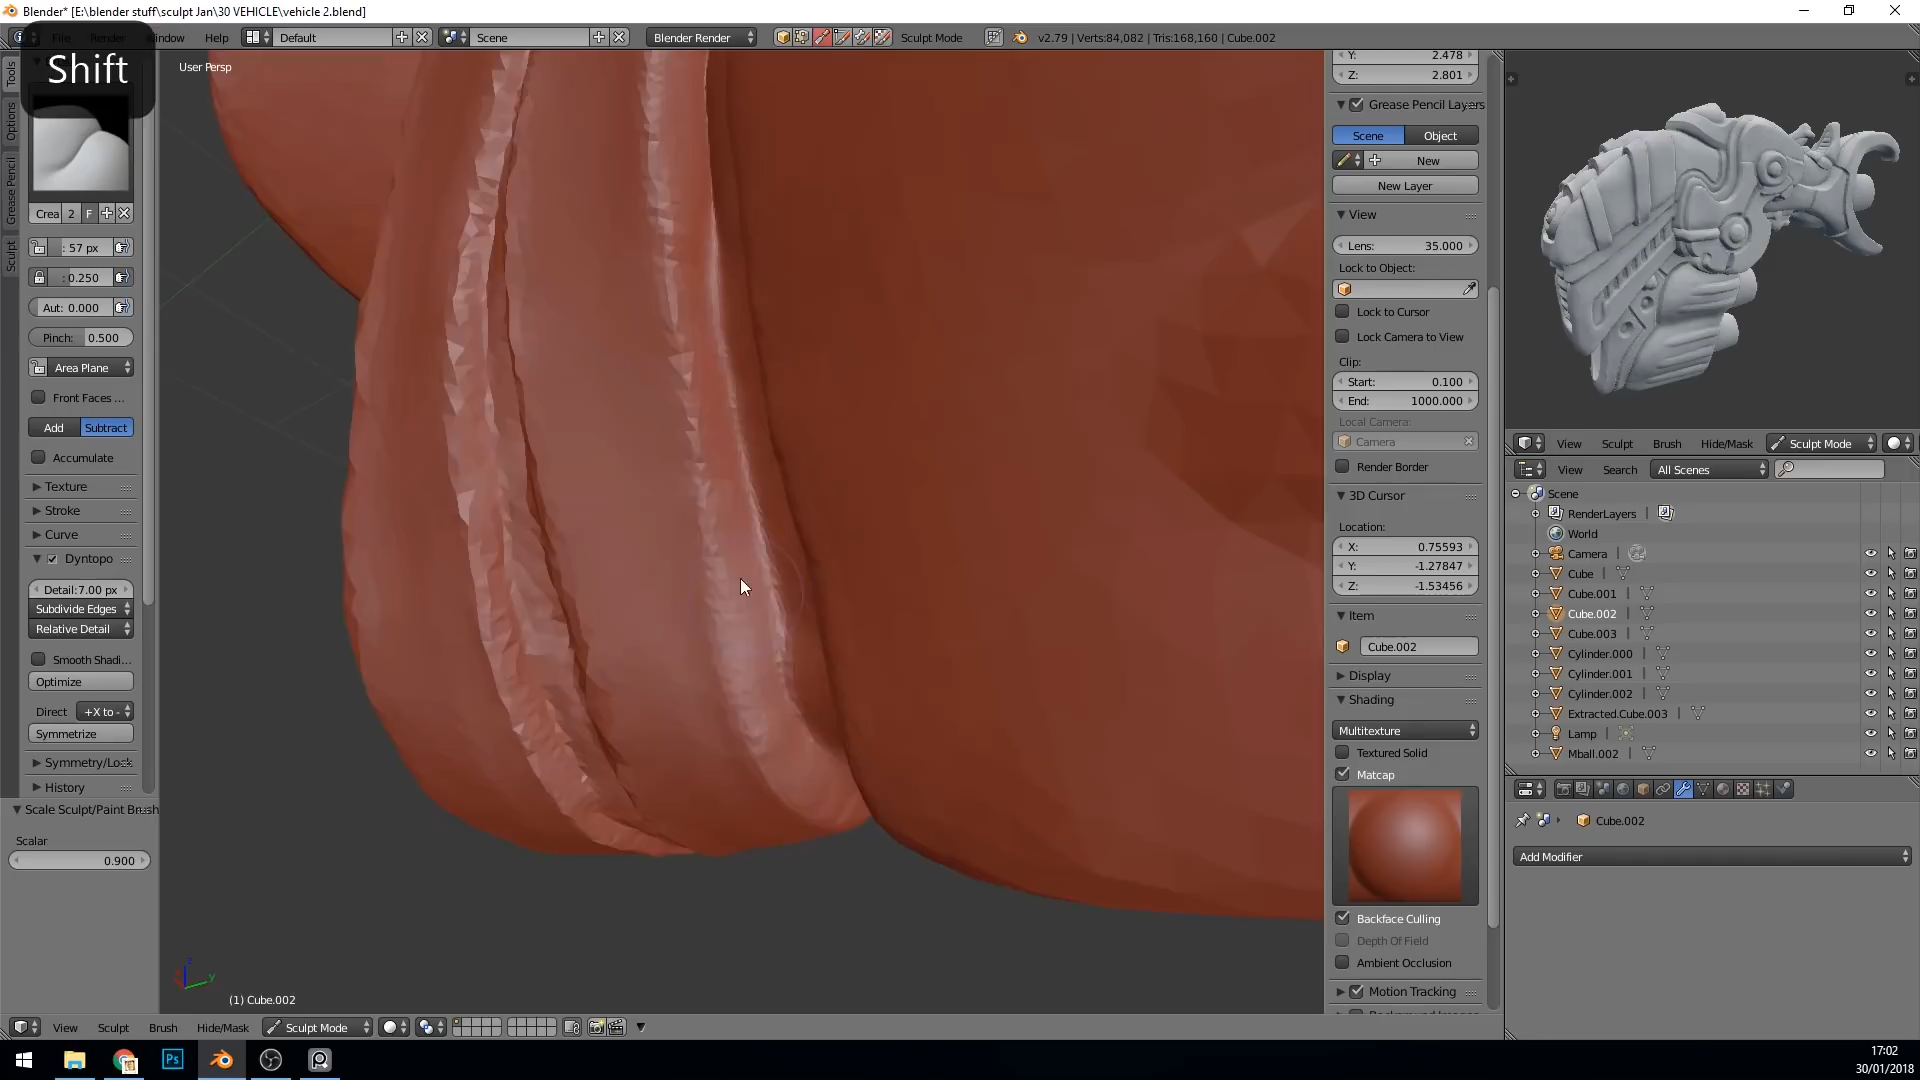 Blender* [E:\blender stuff\sculpt Jan\30 VEHICLE\vehicle 2.blend]
File Render Window Help Default Scene Blender Render Sculpt Mode v2.79 | Verts:84,082 | Tris:168,160 | Cube.002
Shift
User Persp
Tools
Options
Grease Pencil
Sculpt
Crea 2 F
: 57 px
: 0.250
Aut: 0.000
Pinch: 0.500
Area Plane
Front Faces ...
Add Subtract
Accumulate
Texture
Stroke
Curve
Dyntopo
Detail:7.00 px
Subdivide Edges
Relative Detail
Smooth Shadi...
Optimize
Direct +X to -
Symmetrize
Symmetry/Lock
History
Scale Sculpt/Paint Brush
Scalar
0.900
(1) Cube.002
View Sculpt Brush Hide/Mask Sculpt Mode
Y: 2.478
Z: 2.801
Grease Pencil Layers
Scene Object
New
New Layer
View
Lens: 35.000
Lock to Object:
Lock to Cursor
Lock Camera to View
Clip:
Start: 0.100
End: 1000.000
Local Camera:
Camera
Render Border
3D Cursor
Location:
X: 0.75593
Y: -1.27847
Z: -1.53456
Item
Cube.002
Display
Shading
Multitexture
Textured Solid
Matcap
Backface Culling
Depth Of Field
Ambient Occlusion
Motion Tracking
View Sculpt Brush Hide/Mask Sculpt Mode
View Search All Scenes
Scene
RenderLayers
World
Camera
Cube
Cube.001
Cube.002
Cube.003
Cylinder.000
Cylinder.001
Cylinder.002
Extracted.Cube.003
Lamp
Mball.002
Cube.002
Add Modifier
Ps
17:02
30/01/2018